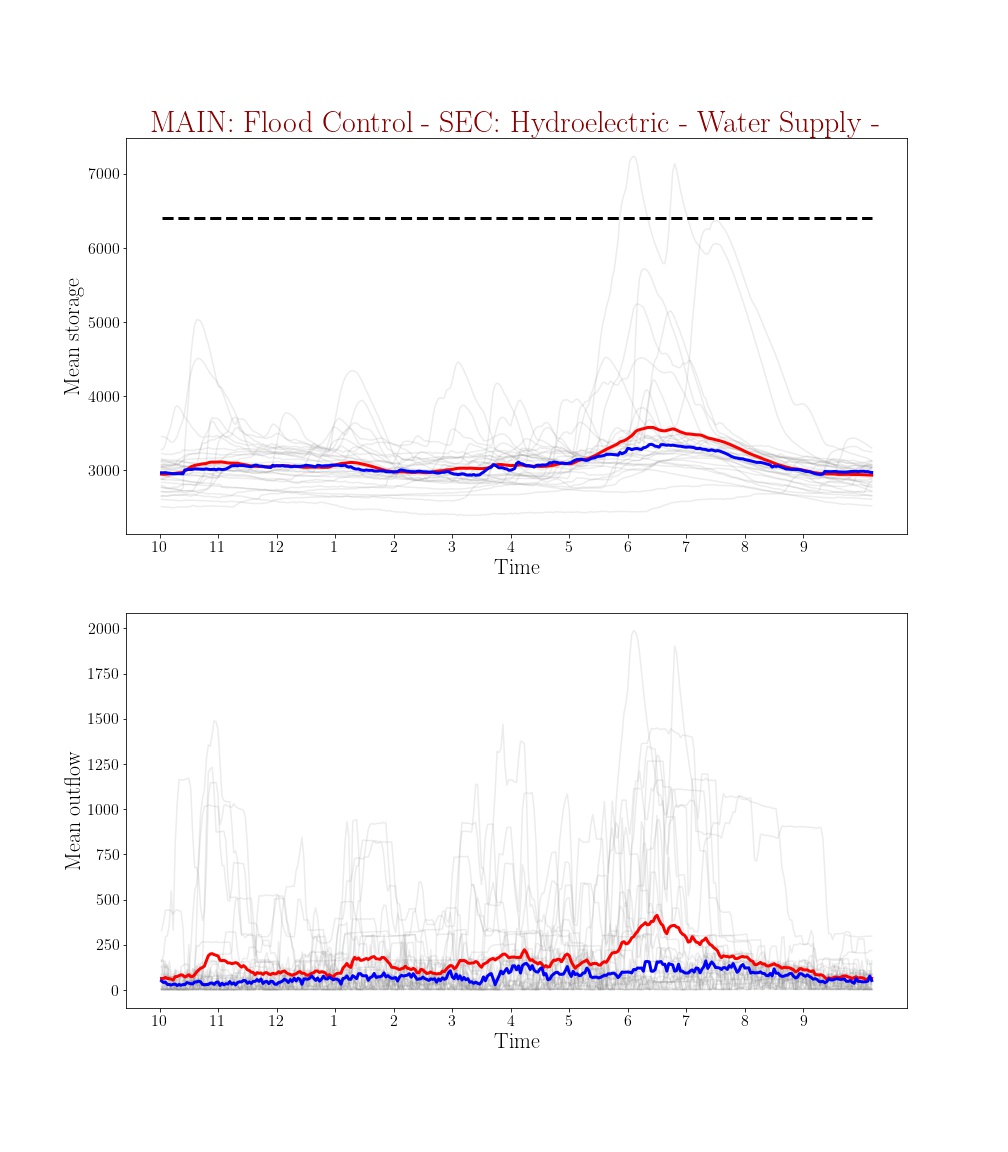 MAIN: Flood Control - SEC: Hydroelectric - Water Supply -
7000
6000
5000
4000
3000
Mean storage
10 11 12 1 2 3 4 5 6 7 8 9
Time
2000
1750
1500
1250
1000
750
500
250
0
Mean outflow
10 11 12 1 2 3 4 5 6 7 8 9
Time